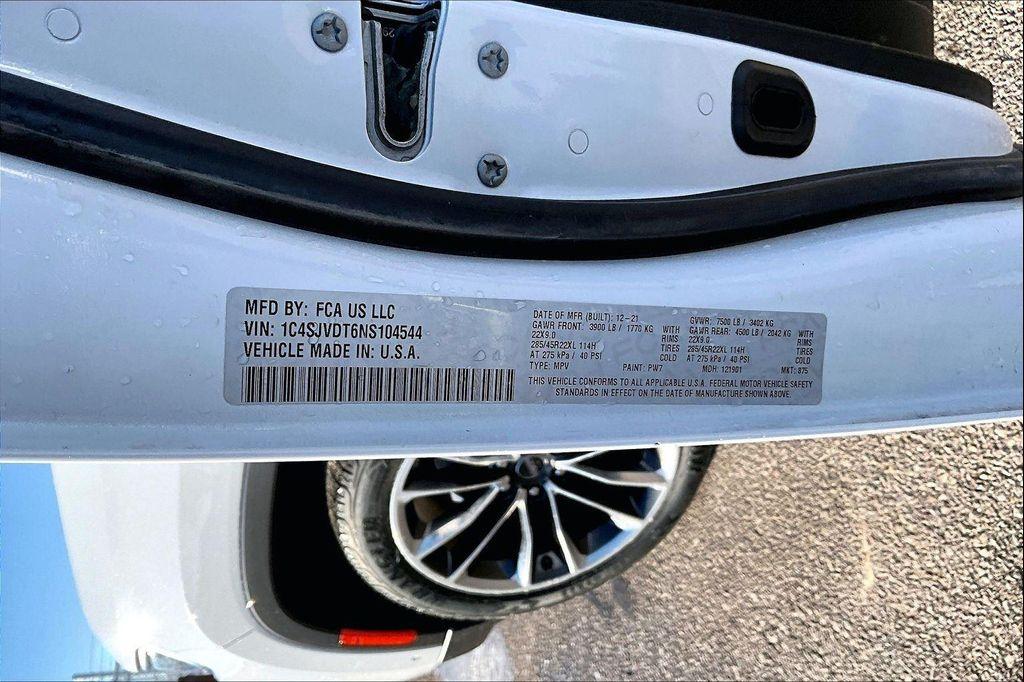 MFD BY: FCA US LLC
VIN: 1C4SJVDT6NS104544
VEHICLE MADE IN: U.S.A.
DATE OF MFR (BUILT): 12-21 GVWR: 7500 LB / 3402 KG
GAWR FRONT: 3900 LB / 1770 KG WITH GAWR REAR: 4500 LB / 2042 KG WITH
22X9.0 RIMS 22X9.0 RIMS
285/45R22XL 114H TIRES 285/45R22XL 114H TIRES
AT 275 kPa / 40 PSI COLD AT 275 kPa / 40 PSI COLD
TYPE: MPV PAINT: PW7 MDH: 121901 MKT: 875
THIS VEHICLE CONFORMS TO ALL APPLICABLE U.S.A. FEDERAL MOTOR VEHICLE SAFETY
STANDARDS IN EFFECT ON THE DATE OF MANUFACTURE SHOWN ABOVE.